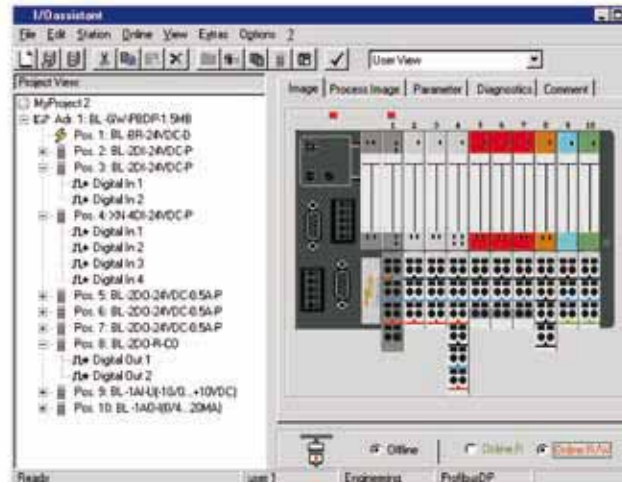 I/Oassistant
File Edit Station Online View Extras Options ?
User View
Project View
MyProject 2
Adr. 1: BL-GW-PBDP-1.5MB
Pos. 1: BL-BR-24VDC-D
Pos. 2: BL-2DI-24VDC-P
Pos. 3: BL-2DI-24VDC-P
Digital In 1
Digital In 2
Pos. 4: XN-4DI-24VDC-P
Digital In 1
Digital In 2
Digital In 3
Digital In 4
Pos. 5: BL-2DO-24VDC-0.5A-P
Pos. 6: BL-2DO-24VDC-0.5A-P
Pos. 7: BL-2DO-24VDC-0.5A-P
Pos. 8: BL-2DO-R-CO
Digital Out 1
Digital Out 2
Pos. 9: BL-1AI-U(-10/0...+10VDC)
Pos. 10: BL-1AO-I(0/4...20MA)
Image Process Image Parameter Diagnostics Comment
1 2 3 4 5 6 7 8 9 10
Offline Online R Online R/W
Ready user 1 Engineering ProfibusDP